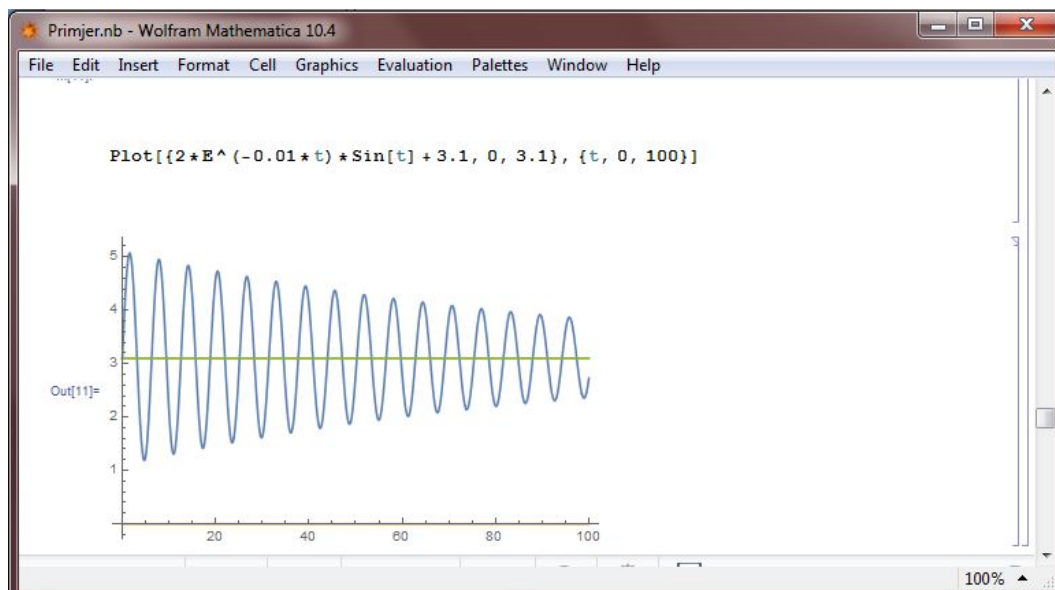 Primjer.nb - Wolfram Mathematica 10.4
File Edit Insert Format Cell Graphics Evaluation Palettes Window Help
Plot[{2*E^(-0.01*t)*Sin[t]+3.1, 0, 3.1}, {t, 0, 100}]
5
4
3
Out[11]=
2
1
20 40 60 80 100
100%